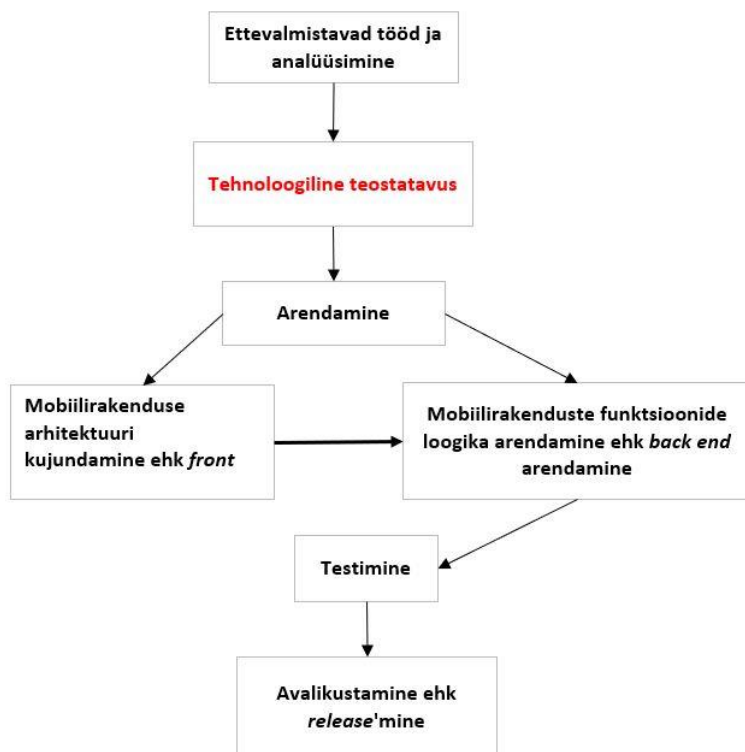 Ettevalmistavad tööd ja
analüüsimine
Tehnoloogiline teostatavus
Arendamine
Mobiilirakenduse
arhitektuuri
kujundamine ehk front
Mobiilirakenduste funktsioonide
loogika arendamine ehk back end
arendamine
Testimine
Avalikustamine ehk
release'mine